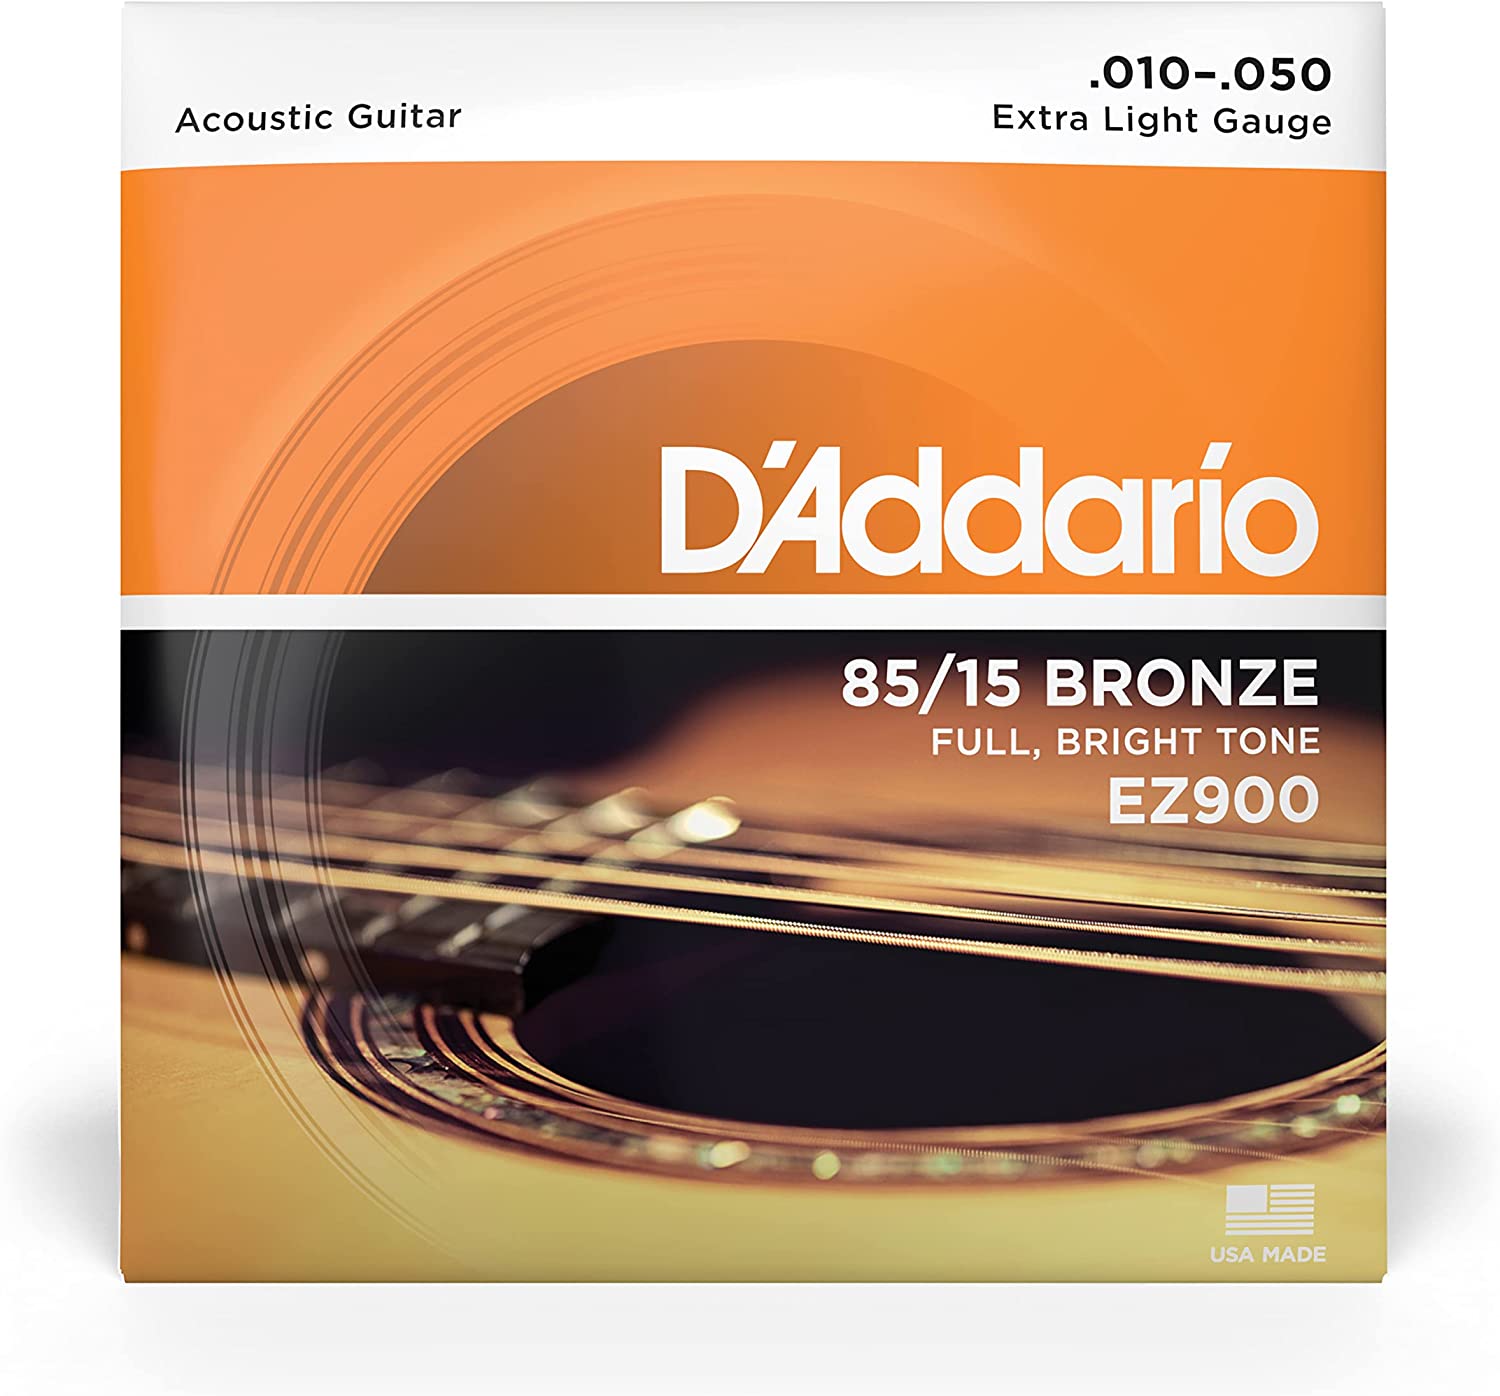 Acoustic Guitar
.010–.050
Extra Light Gauge
D'Addario
85/15 BRONZE
FULL, BRIGHT TONE
EZ900
USA MADE